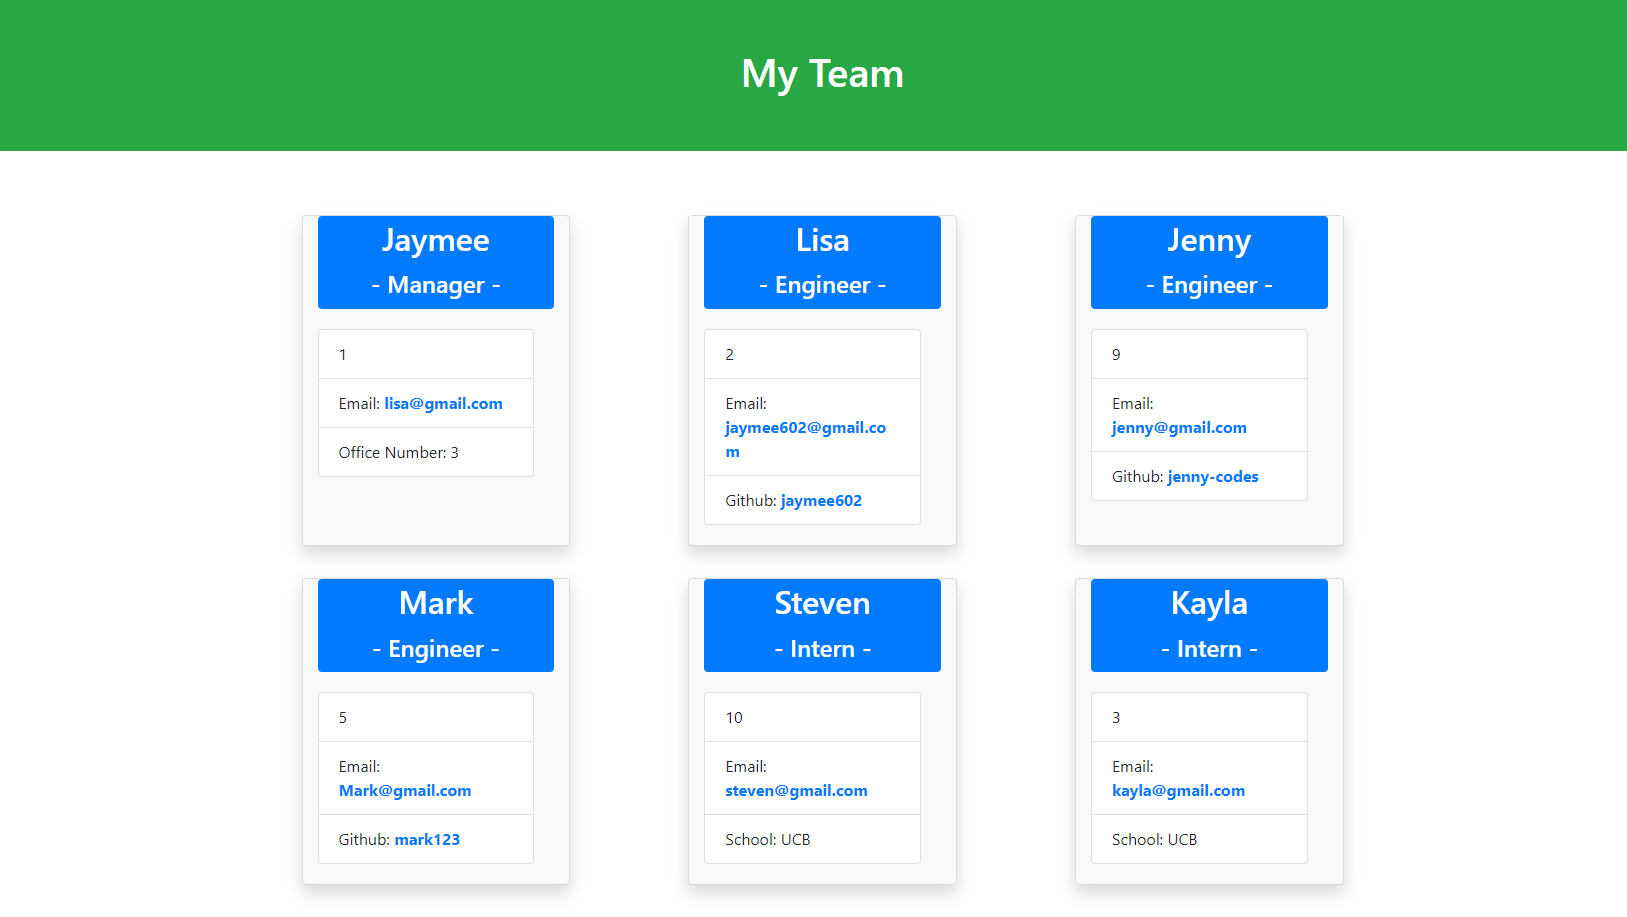 My Team
Jaymee
- Manager -
1
Email: lisa@gmail.com
Office Number: 3
Lisa
- Engineer -
2
Email:
jaymee602@gmail.co
m
Github: jaymee602
Jenny
- Engineer -
9
Email:
jenny@gmail.com
Github: jenny-codes
Mark
- Engineer -
5
Email:
Mark@gmail.com
Github: mark123
Steven
- Intern -
10
Email:
steven@gmail.com
School: UCB
Kayla
- Intern -
3
Email:
kayla@gmail.com
School: UCB